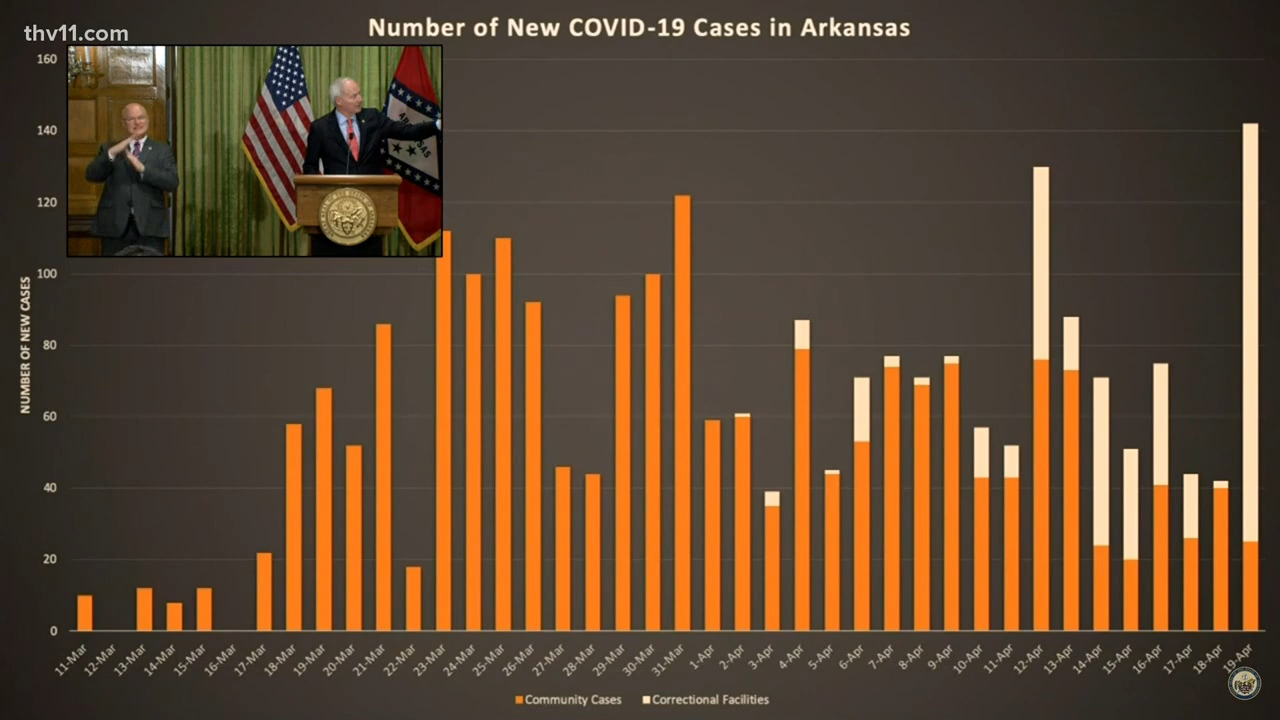 thv11.com
Number of New COVID-19 Cases in Arkansas
NUMBER OF NEW CASES
160
140
120
100
80
60
40
20
0
ARKANSAS
11-Mar 12-Mar 13-Mar 14-Mar 15-Mar 16-Mar 17-Mar 18-Mar 19-Mar 20-Mar 21-Mar 22-Mar 23-Mar 24-Mar 25-Mar 26-Mar 27-Mar 28-Mar 29-Mar 30-Mar 31-Mar 1-Apr 2-Apr 3-Apr 4-Apr 5-Apr 6-Apr 7-Apr 8-Apr 9-Apr 10-Apr 11-Apr 12-Apr 13-Apr 14-Apr 15-Apr 16-Apr 17-Apr 18-Apr 19-Apr
Community Cases Correctional Facilities